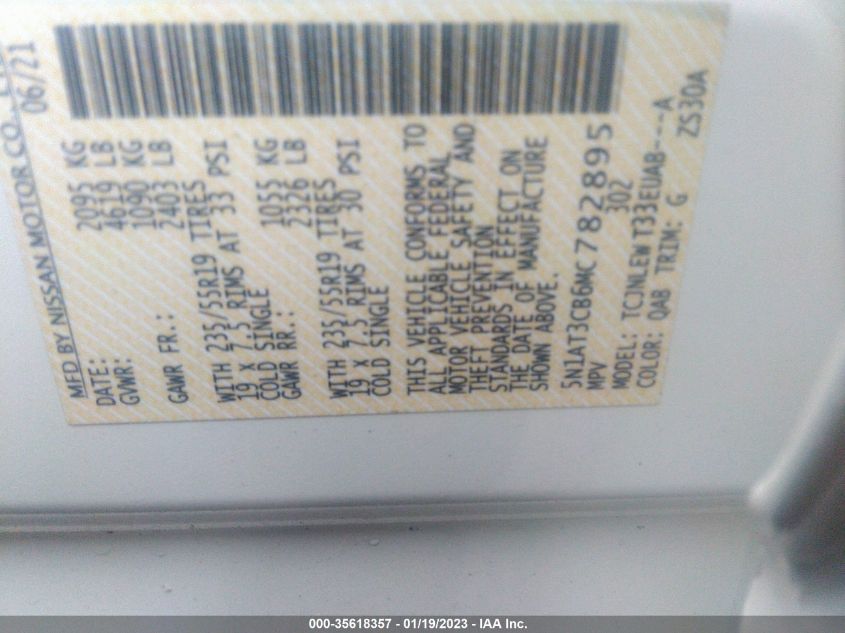 MFD BY NISSAN MOTOR CO.
DATE: 06/21
GVWR: 2095 KG
4619 LB
GAWR FR.: 1090 KG
2403 LB
WITH 235/55R19 TIRES
19 X 7.5 RIMS AT 33 PSI
COLD SINGLE
GAWR RR.: 1055 KG
2326 LB
WITH 235/55R19 TIRES
19 X 7.5 RIMS AT 30 PSI
COLD SINGLE
THIS VEHICLE CONFORMS TO
ALL APPLICABLE FEDERAL
MOTOR VEHICLE SAFETY AND
THEFT PREVENTION
STANDARDS IN EFFECT ON
THE DATE OF MANUFACTURE
SHOWN ABOVE.
5N1AT3CB6MC782895
MPV 302
MODEL: TCJNLEW T33EUAB----A
COLOR: QAB TRIM: G ZS30A
000-35618357 - 01/19/2023 - IAA Inc.